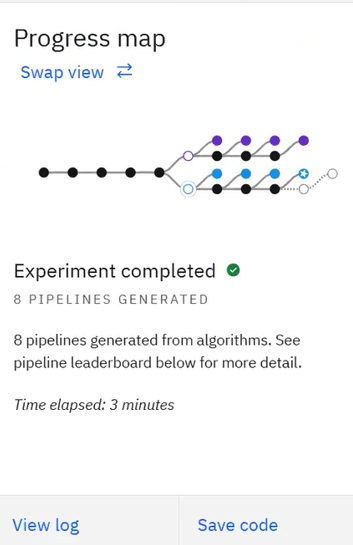 Progress map
Swap view
Experiment completed
8 PIPELINES GENERATED
8 pipelines generated from algorithms. See
pipeline leaderboard below for more detail.
Time elapsed: 3 minutes
View log
Save code